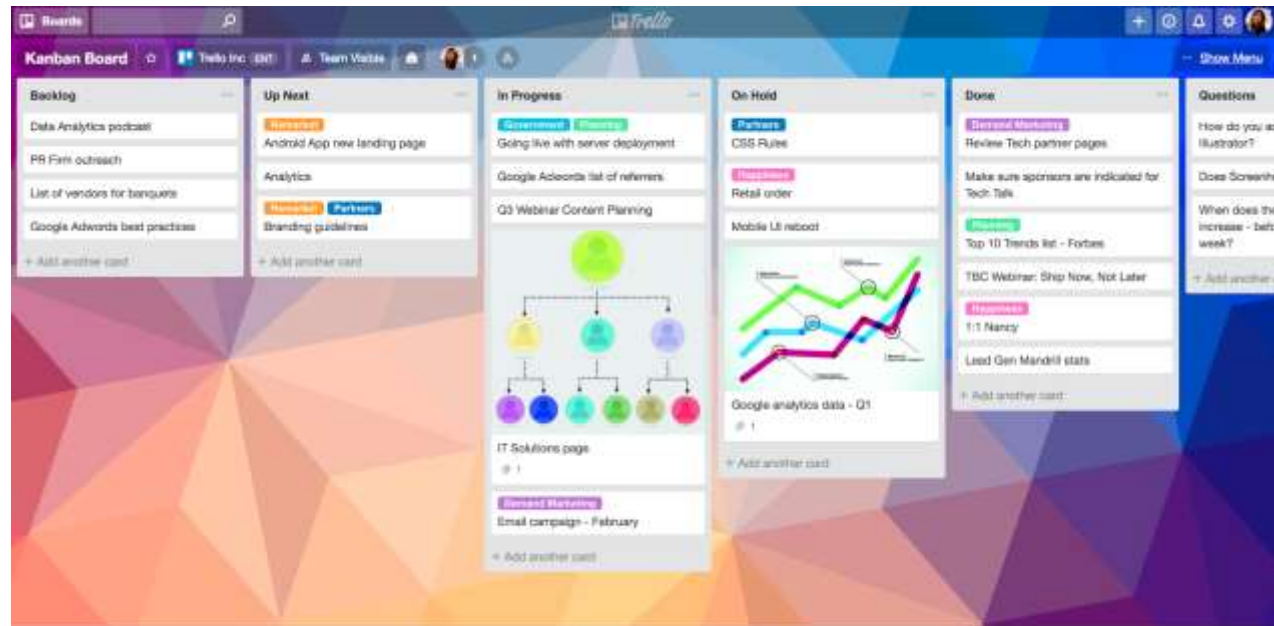 Boards
Trello
Kanban Board
Trello Inc ENT
Team Visible
1
A
Show Menu
Backlog
Data Analytics podcast
PR Firm outreach
List of vendors for banquets
Google Adwords best practices
+ Add another card
Up Next
Remarket
Android App new landing page
Analytics
Remarket Partners
Branding guidelines
+ Add another card
In Progress
Government Planning
Going live with server deployment
Google Adwords list of referrers
Q3 Webinar Content Planning
IT Solutions page
1
Demand Marketing
Email campaign - February
+ Add another card
On Hold
Partners
CSS Rules
Happiness
Retail order
Mobile UI reboot
Google analytics data - Q1
1
+ Add another card
Done
Demand Marketing
Review Tech partner pages
Make sure sponsors are indicated for
Tech Talk
Planning
Top 10 Trends list - Forbes
TBC Webinar: Ship Now, Not Later
Happiness
1:1 Nancy
Lead Gen Mandrill stats
+ Add another card
Questions
How do you
Illustrator?
Does
When does the
increase -
week?
+ Add another